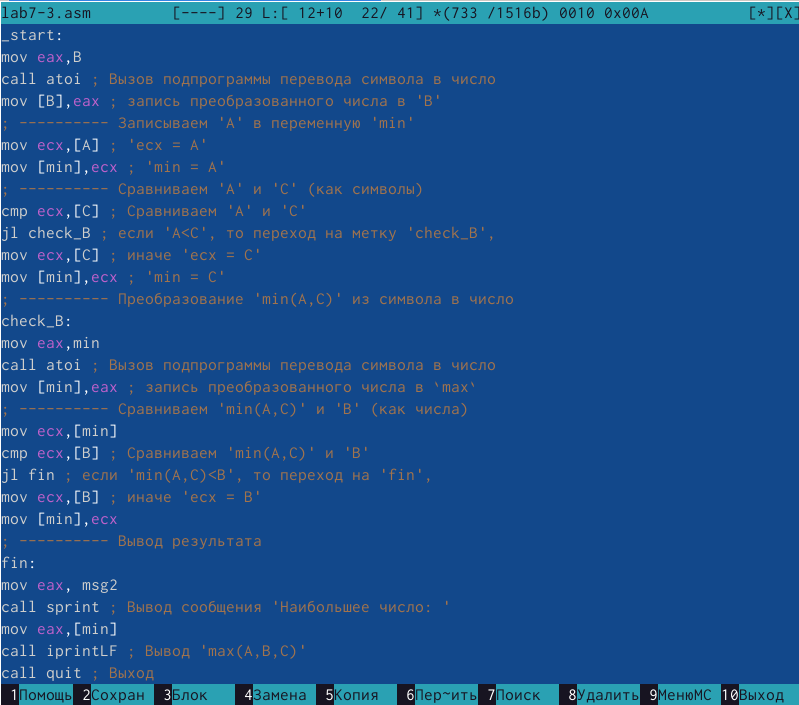 lab7-3.asm [----] 29 L:[ 12+10 22/ 41] *(733 /1516b) 0010 0x00A [*][X]
_start:
mov eax,B
call atoi ; Вызов подпрограммы перевода символа в число
mov [B],eax ; запись преобразованного числа в 'B'
; ---------- Записываем 'A' в переменную 'min'
mov ecx,[A] ; 'ecx = A'
mov [min],ecx ; 'min = A'
; ---------- Сравниваем 'A' и 'С' (как символы)
cmp ecx,[C] ; Сравниваем 'A' и 'С'
jl check_B ; если 'A<C', то переход на метку 'check_B',
mov ecx,[C] ; иначе 'ecx = C'
mov [min],ecx ; 'min = C'
; ---------- Преобразование 'min(A,C)' из символа в число
check_B:
mov eax,min
call atoi ; Вызов подпрограммы перевода символа в число
mov [min],eax ; запись преобразованного числа в `max`
; ---------- Сравниваем 'min(A,C)' и 'B' (как числа)
mov ecx,[min]
cmp ecx,[B] ; Сравниваем 'min(A,C)' и 'B'
jl fin ; если 'min(A,C)<B', то переход на 'fin',
mov ecx,[B] ; иначе 'ecx = B'
mov [min],ecx
; ---------- Вывод результата
fin:
mov eax, msg2
call sprint ; Вывод сообщения 'Наибольшее число: '
mov eax,[min]
call iprintLF ; Вывод 'max(A,B,C)'
call quit ; Выход
1Помощь 2Сохран 3Блок 4Замена 5Копия 6Пер~ить 7Поиск 8Удалить 9МенюMC 10Выход